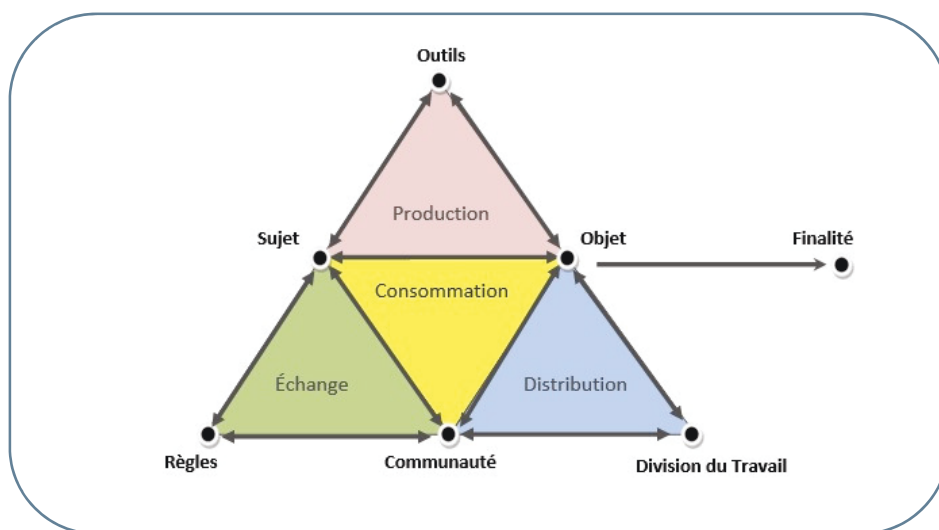 Outils
Production
Sujet
Objet
Finalité
Consommation
Échange
Distribution
Règles
Communauté
Division du Travail